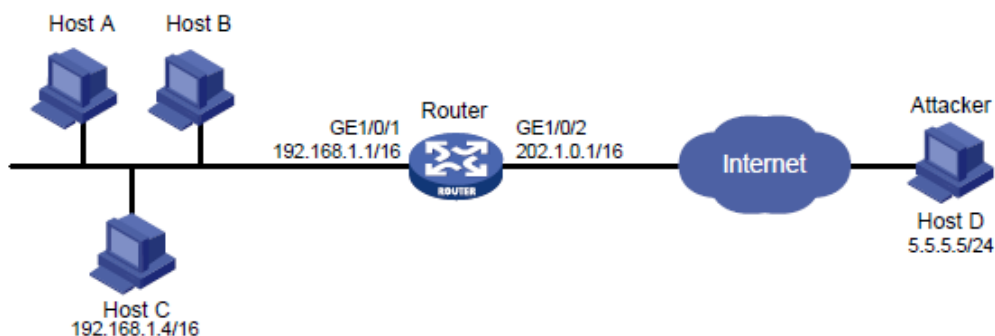 Host A
Host B
Router
Attacker
GE1/0/1
192.168.1.1/16
GE1/0/2
202.1.0.1/16
ROUTER
Internet
Host D
5.5.5.5/24
Host C
192.168.1.4/16